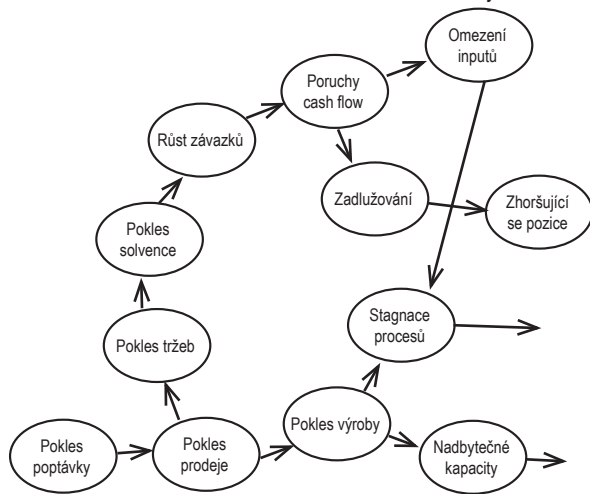 Omezení
inputů
Poruchy
cash flow
Růst závazků
Zadlužování
Zhoršující
se pozice
Pokles
solvence
Stagnace
procesů
Pokles tržeb
Pokles výroby
Pokles
poptávky
Pokles
prodeje
Nadbytečné
kapacity